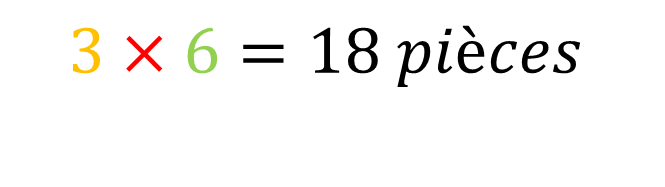 3 × 6 = 18 pièces